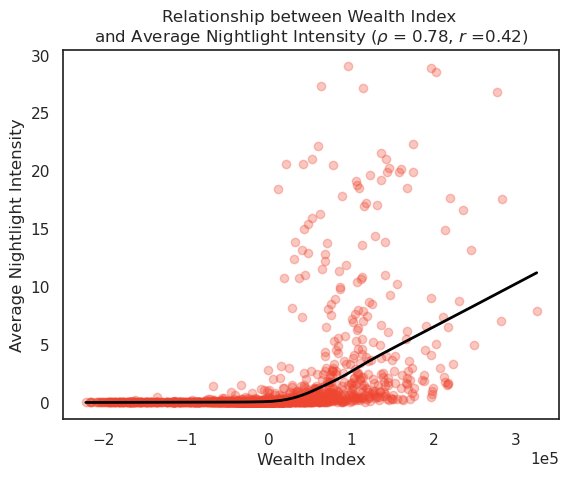 Relationship between Wealth Index
and Average Nightlight Intensity (ρ = 0.78, r =0.42)
Average Nightlight Intensity
30
25
20
15
10
5
0
−2 −1 0 1 2 3
1e5
Wealth Index